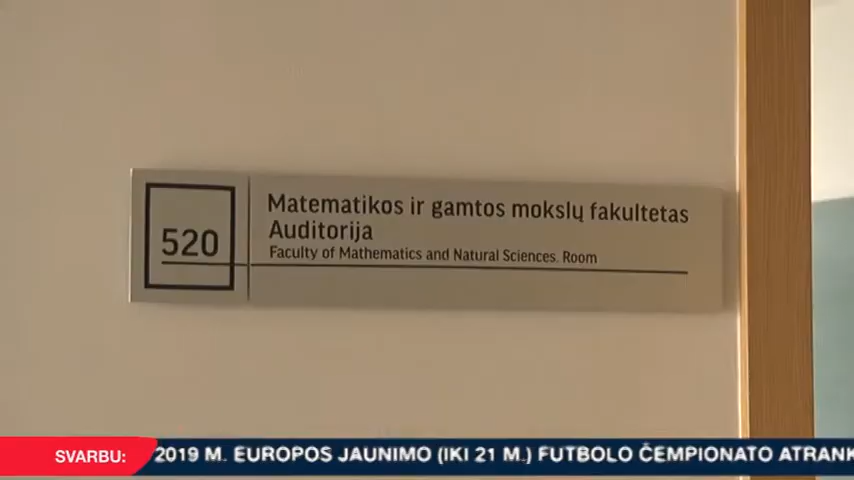 520
Matematikos ir gamtos mokslų fakultetas
Auditorija
Faculty of Mathematics and Natural Sciences. Room
SVARBU: 2019 M. EUROPOS JAUNIMO (IKI 21 M.) FUTBOLO ČEMPIONATO ATRANK